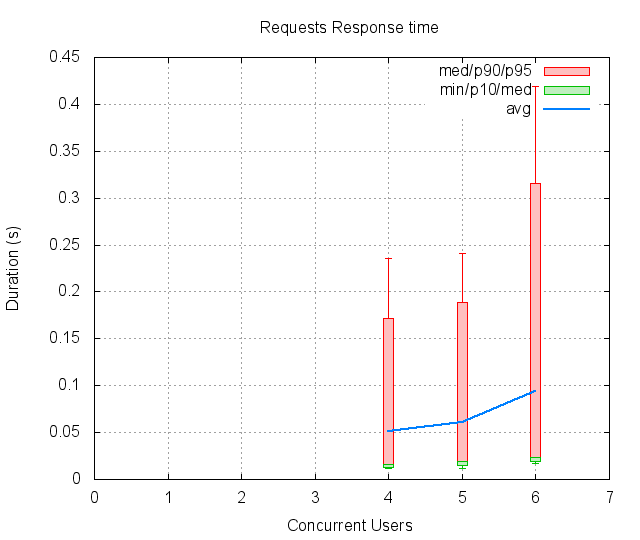 Requests Response time
0.45
0.4
0.35
0.3
0.25
0.2
0.15
0.1
0.05
0
Duration (s)
med/p90/p95
min/p10/med
avg
0 1 2 3 4 5 6 7
Concurrent Users